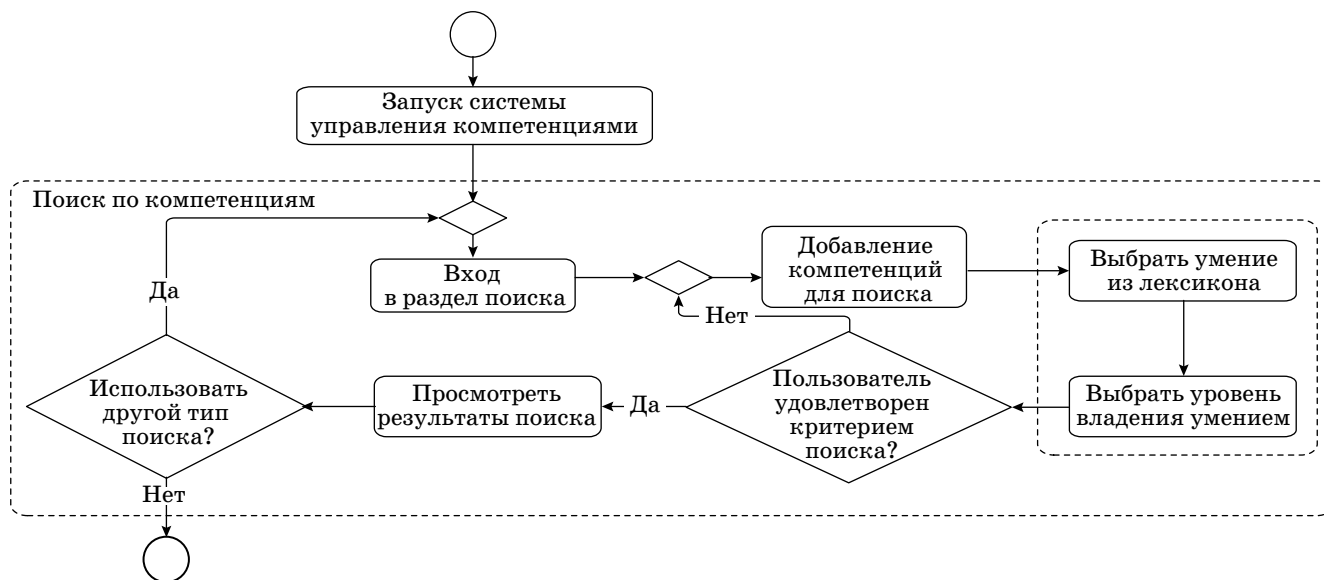 Запуск системы
управления компетенциями
Поиск по компетенциям
Вход
в раздел поиска
Добавление
компетенций
для поиска
Выбрать умение
из лексикона
Да
Нет
Использовать
другой тип
поиска?
Просмотреть
результаты поиска
Да
Пользователь
удовлетворен
критерием
поиска?
Выбрать уровень
владения умением
Нет